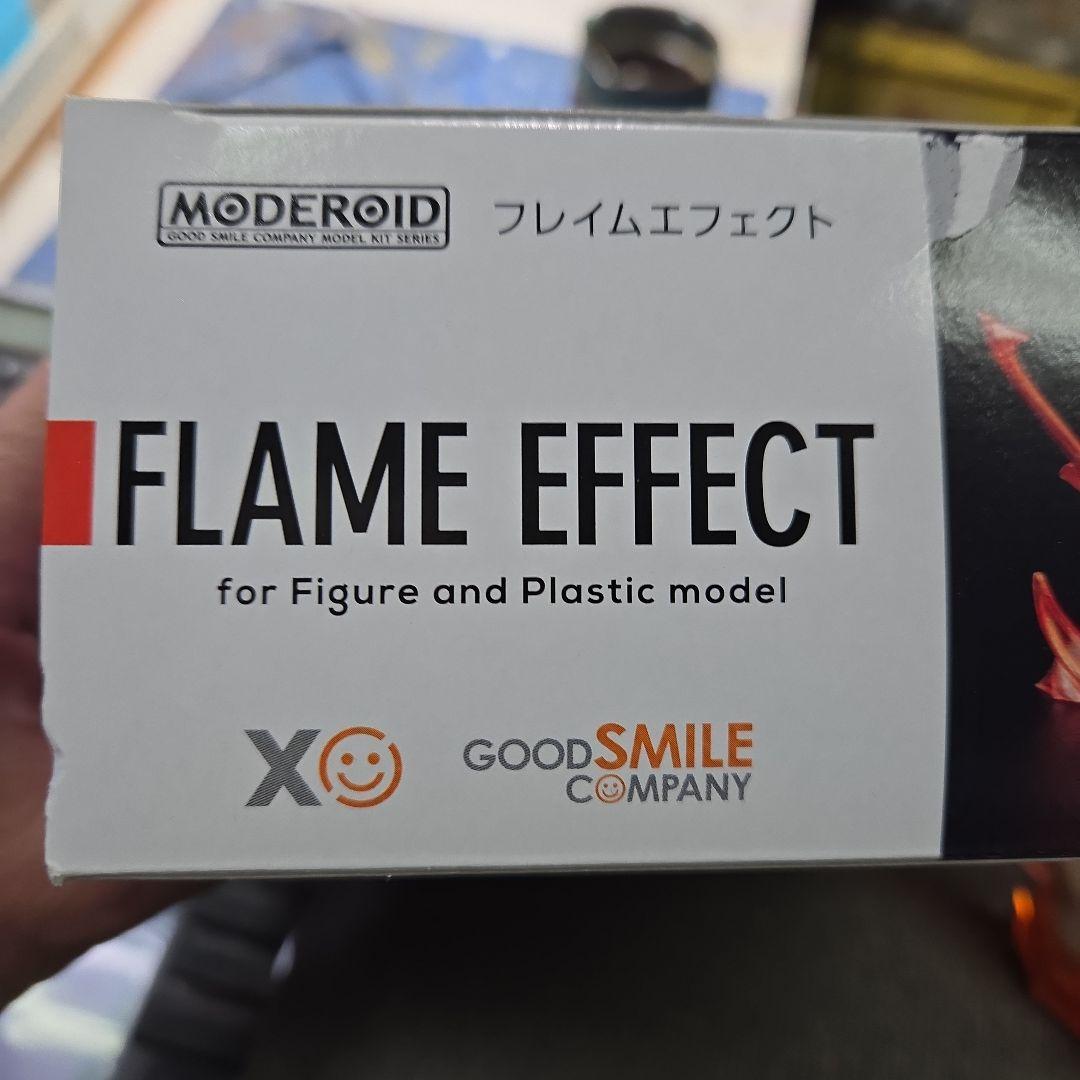 MODEROID
GOOD SMILE COMPANY MODEL KIT SERIES
フレイムエフェクト
FLAME EFFECT
for Figure and Plastic model
X
GOOD SMILE
COMPANY